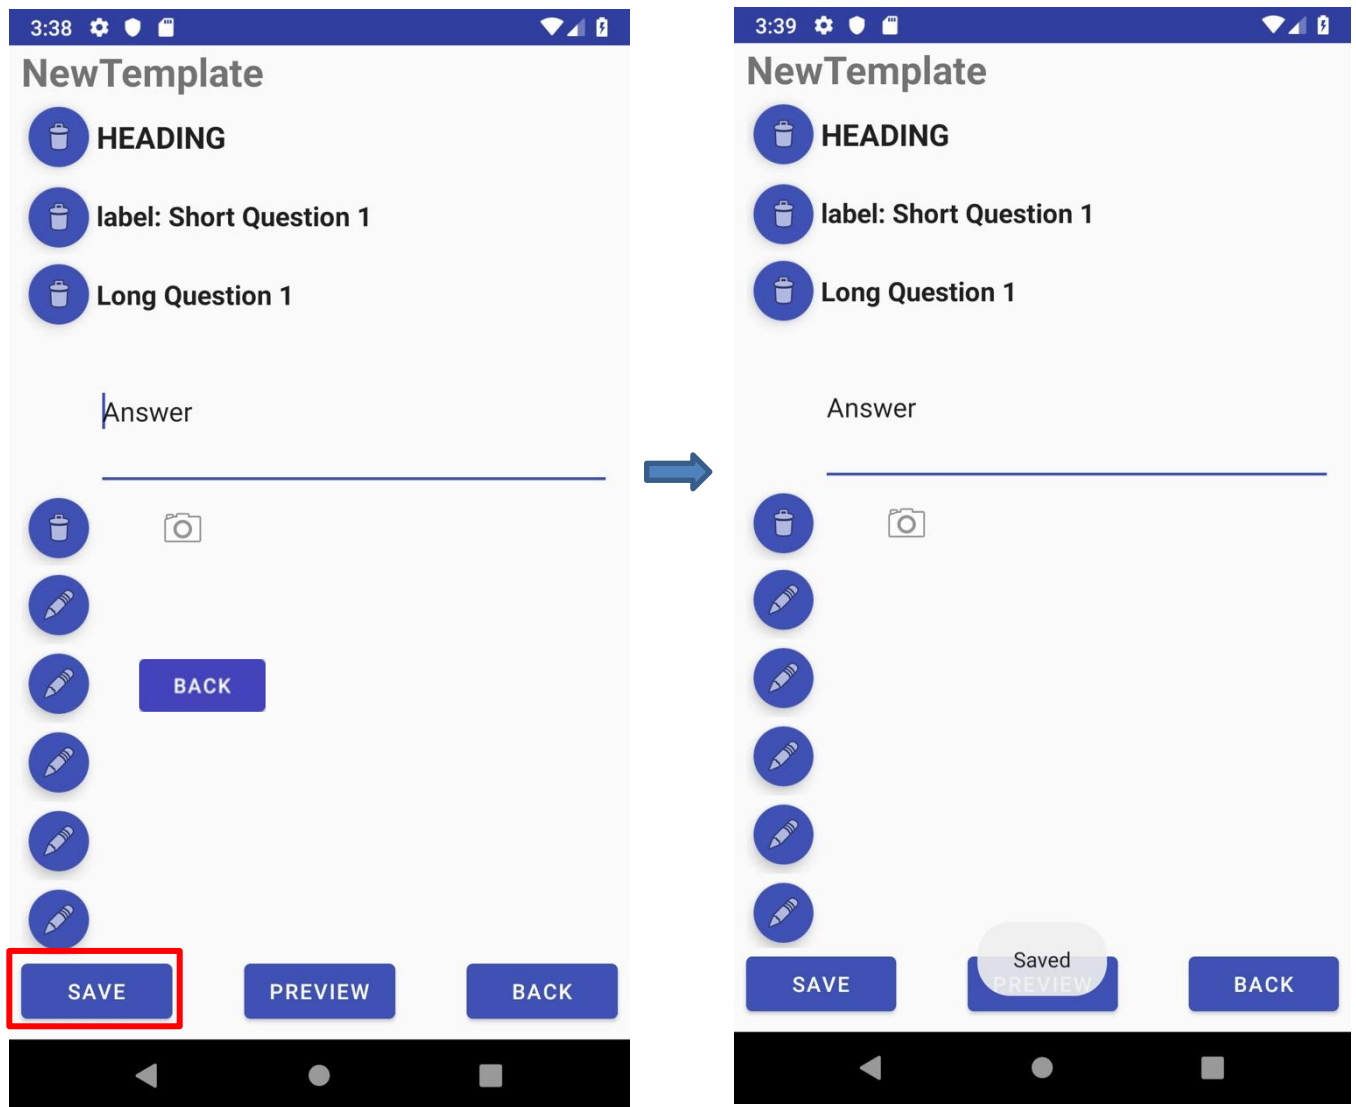 3:38
NewTemplate
HEADING
label: Short Question 1
Long Question 1
Answer
BACK
SAVE PREVIEW BACK
3:39
NewTemplate
HEADING
label: Short Question 1
Long Question 1
Answer
Saved
SAVE PREVIEW BACK